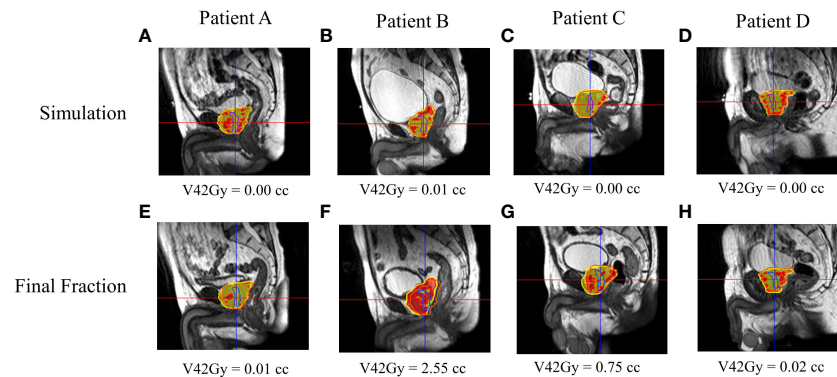 Patient A Patient B Patient C Patient D
A B C D
Simulation
V42Gy = 0.00 cc V42Gy = 0.01 cc V42Gy = 0.00 cc V42Gy = 0.00 cc
E F G H
Final Fraction
V42Gy = 0.01 cc V42Gy = 2.55 cc V42Gy = 0.75 cc V42Gy = 0.02 cc